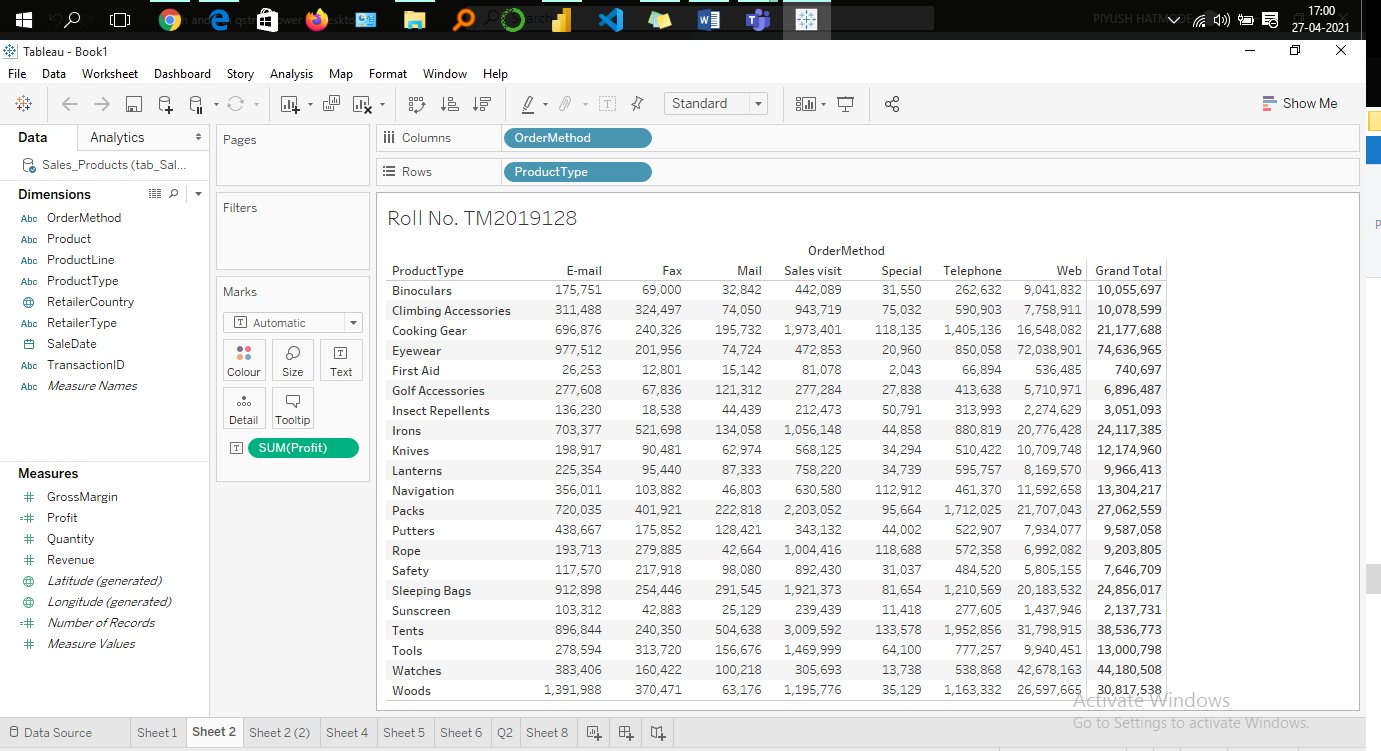 17:00
27-04-2021
Tableau - Book1
File Data Worksheet Dashboard Story Analysis Map Format Window Help
Standard
Show Me
Data Analytics
Sales_Products (tab_Sal...
Dimensions
Abc OrderMethod
Abc Product
Abc ProductLine
Abc ProductType
RetailerCountry
Abc RetailerType
SaleDate
Abc TransactionID
Abc Measure Names
Measures
# GrossMargin
=# Profit
# Quantity
# Revenue
Latitude (generated)
Longitude (generated)
=# Number of Records
# Measure Values
Pages
Filters
Marks
T Automatic
Colour Size Text
Detail Tooltip
T SUM(Profit)
Columns OrderMethod
Rows ProductType
Roll No. TM2019128
OrderMethod
ProductType E-mail Fax Mail Sales visit Special Telephone Web Grand Total
Binoculars 175,751 69,000 32,842 442,089 31,550 262,632 9,041,832 10,055,697
Climbing Accessories 311,488 324,497 74,050 943,719 75,032 590,903 7,758,911 10,078,599
Cooking Gear 696,876 240,326 195,732 1,973,401 118,135 1,405,136 16,548,082 21,177,688
Eyewear 977,512 201,956 74,724 472,853 20,960 850,058 72,038,901 74,636,965
First Aid 26,253 12,801 15,142 81,078 2,043 66,894 536,485 740,697
Golf Accessories 277,608 67,836 121,312 277,284 27,838 413,638 5,710,971 6,896,487
Insect Repellents 136,230 18,538 44,439 212,473 50,791 313,993 2,274,629 3,051,093
Irons 703,377 521,698 134,058 1,056,148 44,858 880,819 20,776,428 24,117,385
Knives 198,917 90,481 62,974 568,125 34,294 510,422 10,709,748 12,174,960
Lanterns 225,354 95,440 87,333 758,220 34,739 595,757 8,169,570 9,966,413
Navigation 356,011 103,882 46,803 630,580 112,912 461,370 11,592,658 13,304,217
Packs 720,035 401,921 222,818 2,203,052 95,664 1,712,025 21,707,043 27,062,559
Putters 438,667 175,852 128,421 343,132 44,002 522,907 7,934,077 9,587,058
Rope 193,713 279,885 42,664 1,004,416 118,688 572,358 6,992,082 9,203,805
Safety 117,570 217,918 98,080 892,430 31,037 484,520 5,805,155 7,646,709
Sleeping Bags 912,898 254,446 291,545 1,921,373 81,654 1,210,569 20,183,532 24,856,017
Sunscreen 103,312 42,883 25,129 239,439 11,418 277,605 1,437,946 2,137,731
Tents 896,844 240,350 504,638 3,009,592 133,578 1,952,856 31,798,915 38,536,773
Tools 278,594 313,720 156,676 1,469,999 64,100 777,257 9,940,451 13,000,798
Watches 383,406 160,422 100,218 305,693 13,738 538,868 42,678,163 44,180,508
Woods 1,391,988 370,471 63,176 1,195,776 35,129 1,163,332 26,597,665 30,817,538
Activate Windows
Go to Settings to activate Windows.
Data Source Sheet 1 Sheet 2 Sheet 2 (2) Sheet 4 Sheet 5 Sheet 6 Q2 Sheet 8